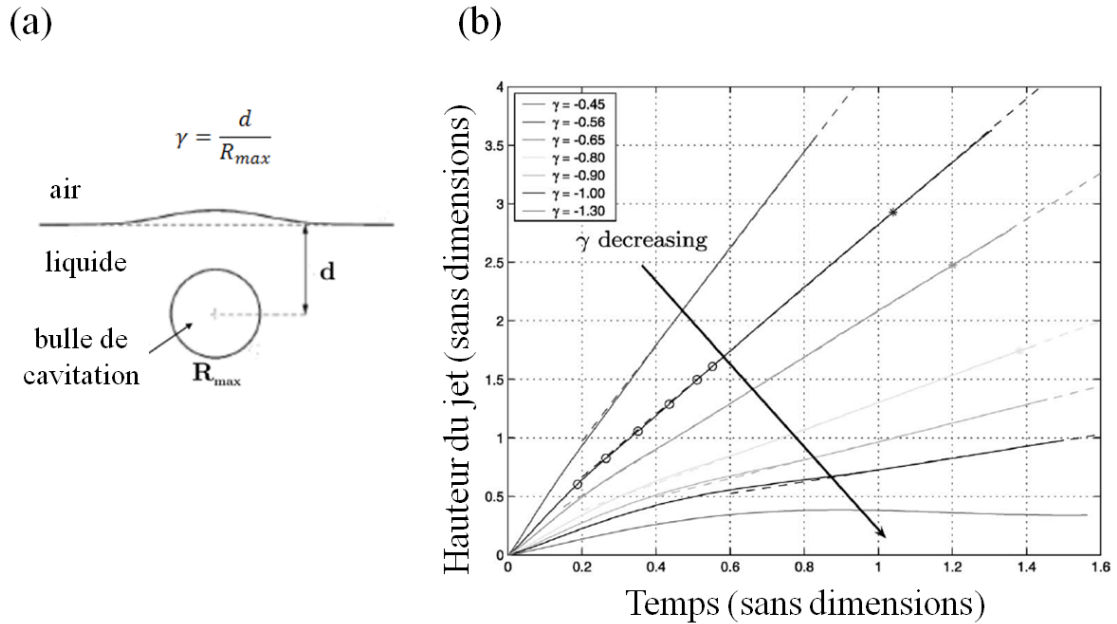 (a)
γ = d / R_max
air
liquide
d
bulle de
cavitation
R_max
(b)
Hauteur du jet (sans dimensions)
4
3.5
3
2.5
2
1.5
1
0.5
0
γ = -0.45
γ = -0.56
γ = -0.65
γ = -0.80
γ = -0.90
γ = -1.00
γ = -1.30
γ decreasing
0 0.2 0.4 0.6 0.8 1 1.2 1.4 1.6
Temps (sans dimensions)